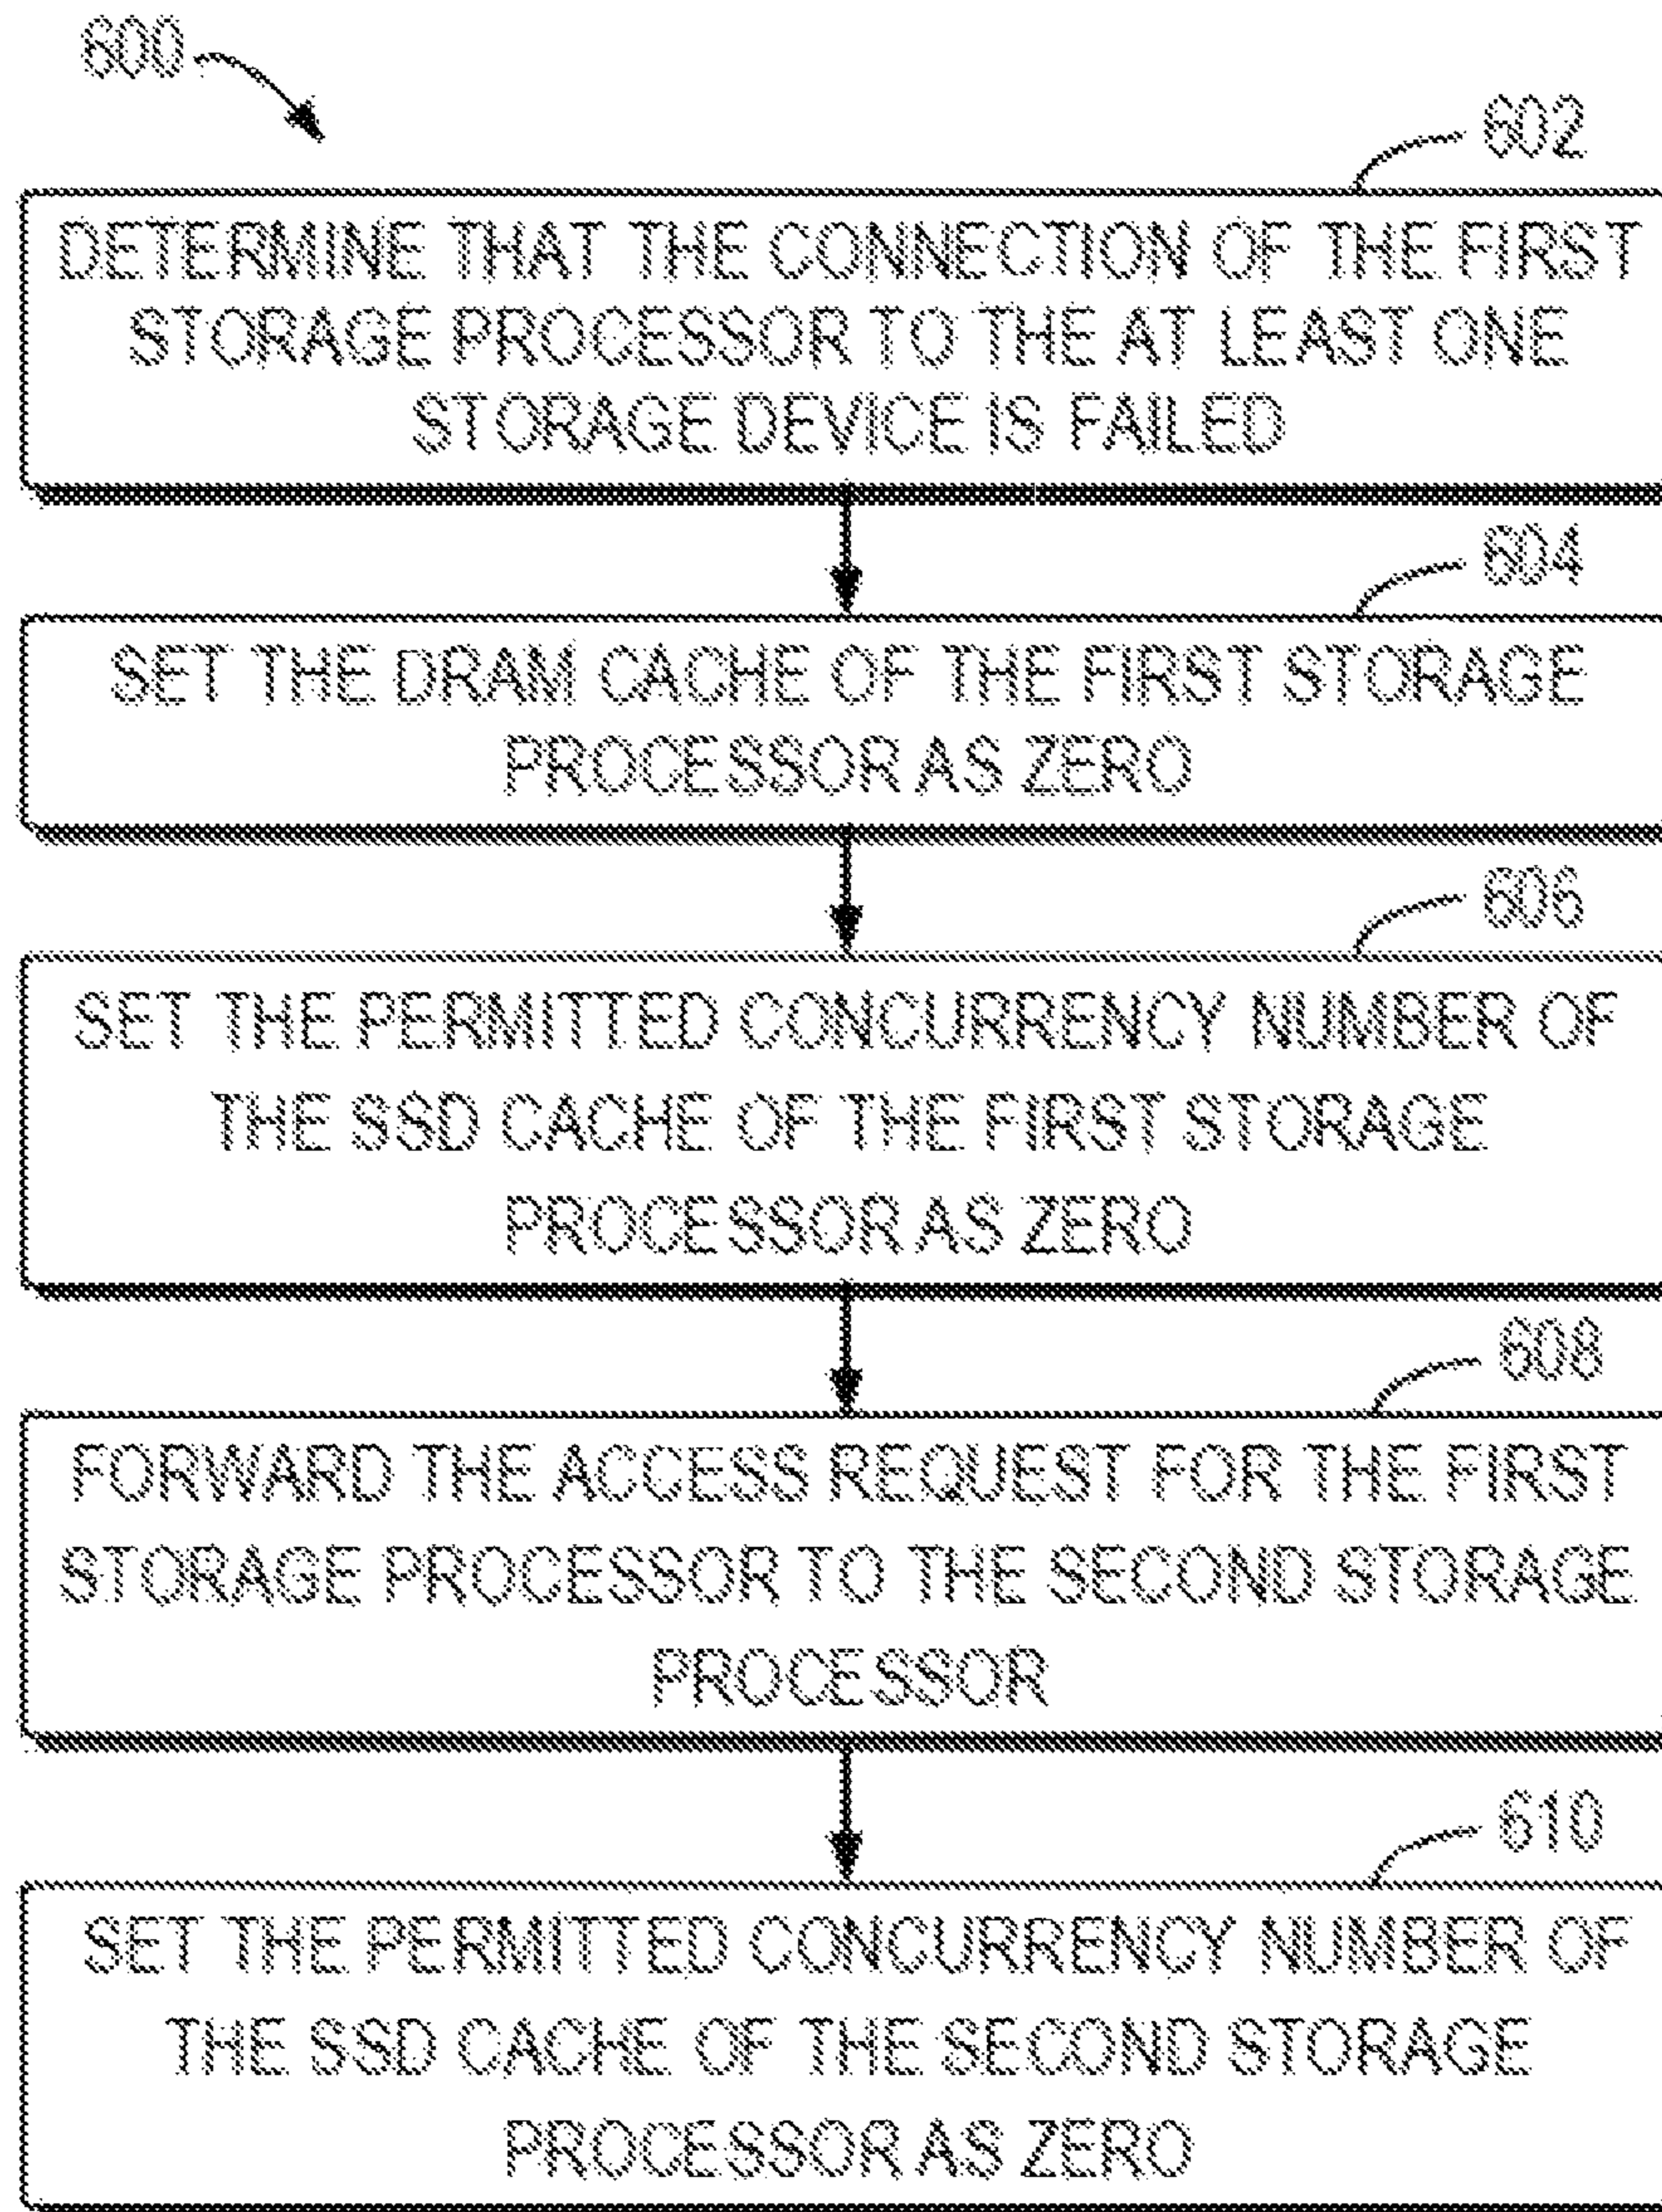 600
602
DETERMINE THAT THE CONNECTION OF THE FIRST
STORAGE PROCESSOR TO THE AT LEAST ONE
STORAGE DEVICE IS FAILED
604
SET THE DRAM CACHE OF THE FIRST STORAGE
PROCESSOR AS ZERO
606
SET THE PERMITTED CONCURRENCY NUMBER OF
THE SSD CACHE OF THE FIRST STORAGE
PROCESSOR AS ZERO
608
FORWARD THE ACCESS REQUEST FOR THE FIRST
STORAGE PROCESSOR TO THE SECOND STORAGE
PROCESSOR
610
SET THE PERMITTED CONCURRENCY NUMBER OF
THE SSD CACHE OF THE SECOND STORAGE
PROCESSOR AS ZERO